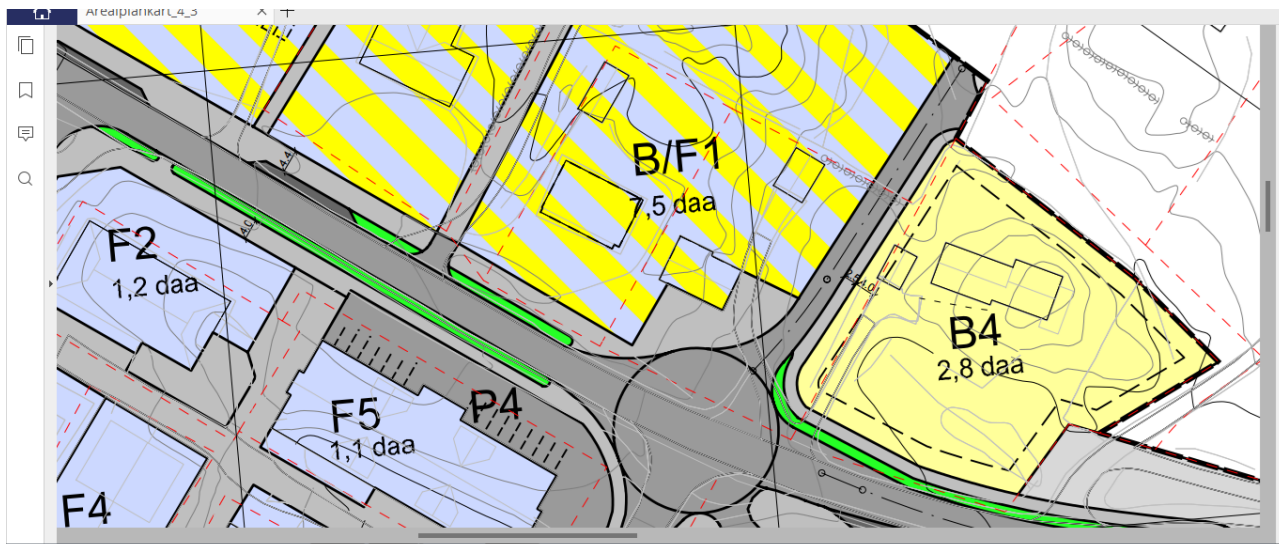 Arealplankart_4_3
B/F1
7,5 daa
F2
1,2 daa
B4
2,8 daa
P4
F5
1,1 daa
F4